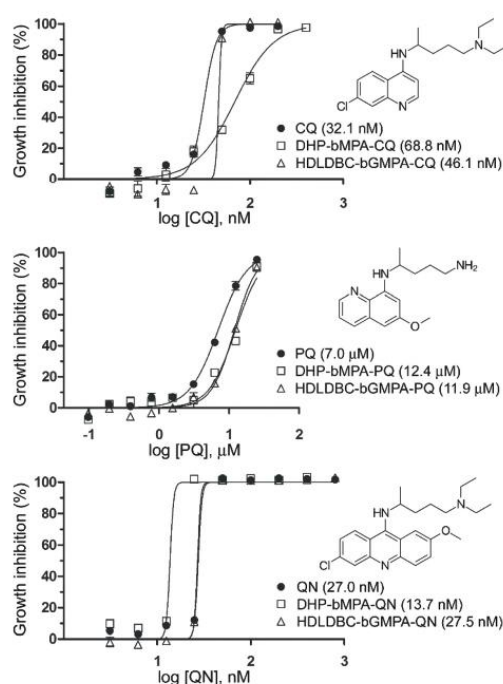 Growth inhibition (%)
100
80
60
40
20
0
0
1
2
3
log [CQ], nM
HN
N
Cl
N
CQ (32.1 nM)
DHP-bMPA-CQ (68.8 nM)
HDLDBC-bGMPA-CQ (46.1 nM)
Growth inhibition (%)
100
80
60
40
20
0
-1
0
1
2
log [PQ], µM
HN
NH2
N
O
PQ (7.0 µM)
DHP-bMPA-PQ (12.4 µM)
HDLDBC-bGMPA-PQ (11.9 µM)
Growth inhibition (%)
100
80
60
40
20
0
0
1
2
3
log [QN], nM
HN
N
O
Cl
N
QN (27.0 nM)
DHP-bMPA-QN (13.7 nM)
HDLDBC-bGMPA-QN (27.5 nM)